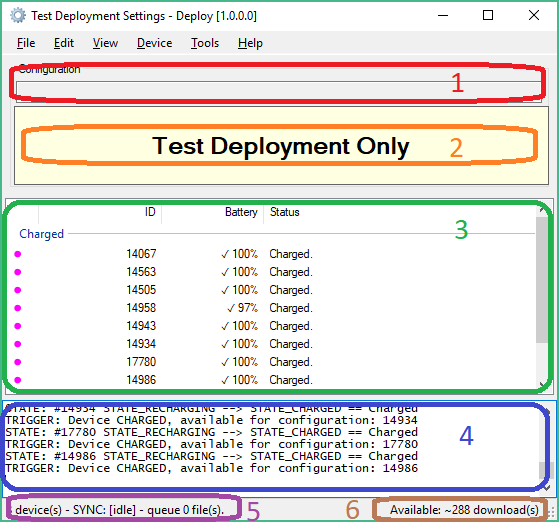 Test Deployment Settings - Deploy [1.0.0.0]
File Edit View Device Tools Help
Configuration
1
Test Deployment Only 2
ID Battery Status
3
Charged
14067 ✓ 100% Charged.
14563 ✓ 100% Charged.
14505 ✓ 100% Charged.
14958 ✓ 97% Charged.
14943 ✓ 100% Charged.
14934 ✓ 100% Charged.
17780 ✓ 100% Charged.
14986 ✓ 100% Charged.
STATE: #14934 STATE_RECHARGING --> STATE_CHARGED == Charged
TRIGGER: Device CHARGED, available for configuration: 14934
STATE: #17780 STATE_RECHARGING --> STATE_CHARGED == Charged
TRIGGER: Device CHARGED, available for configuration: 17780
STATE: #14986 STATE_RECHARGING --> STATE_CHARGED == Charged
TRIGGER: Device CHARGED, available for configuration: 14986
4
device(s) - SYNC: [idle] - queue 0 file(s). 5 6 Available: ~288 download(s)